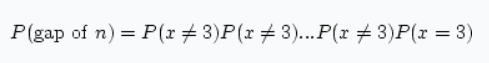 P(gap of n) = P(x ≠ 3)P(x ≠ 3)...P(x ≠ 3)P(x = 3)